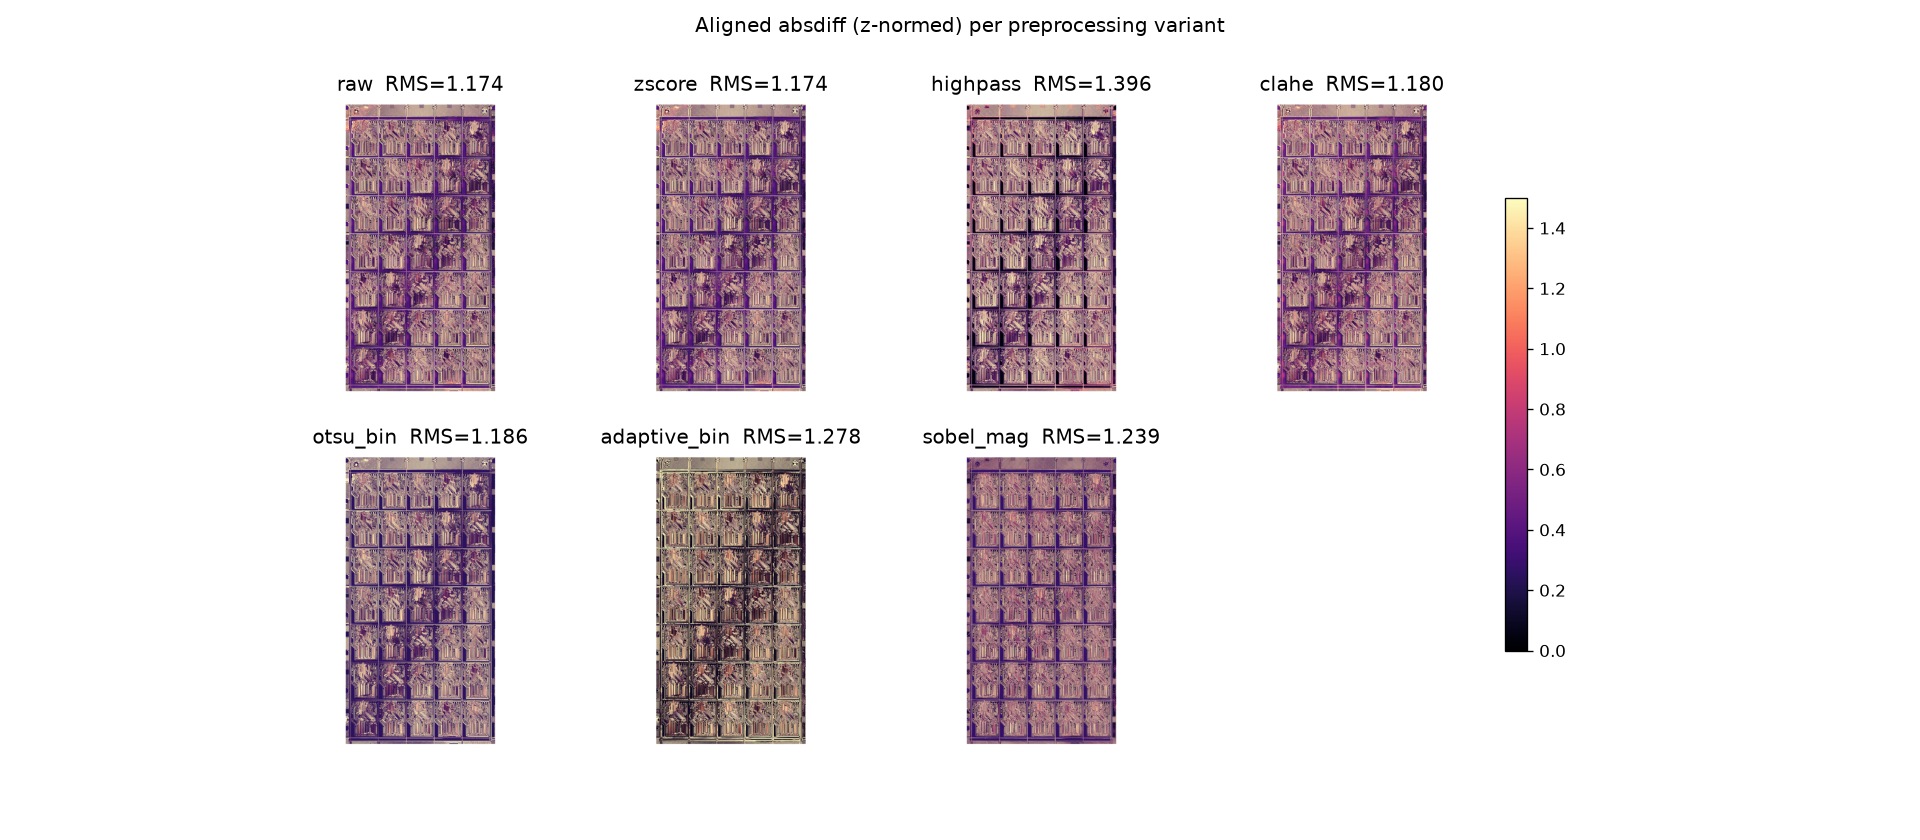 Aligned absdiff (z-normed) per preprocessing variant
raw RMS=1.174
zscore RMS=1.174
highpass RMS=1.396
clahe RMS=1.180
1.4
1.2
1.0
0.8
0.6
0.4
0.2
0.0
otsu_bin RMS=1.186
adaptive_bin RMS=1.278
sobel_mag RMS=1.239